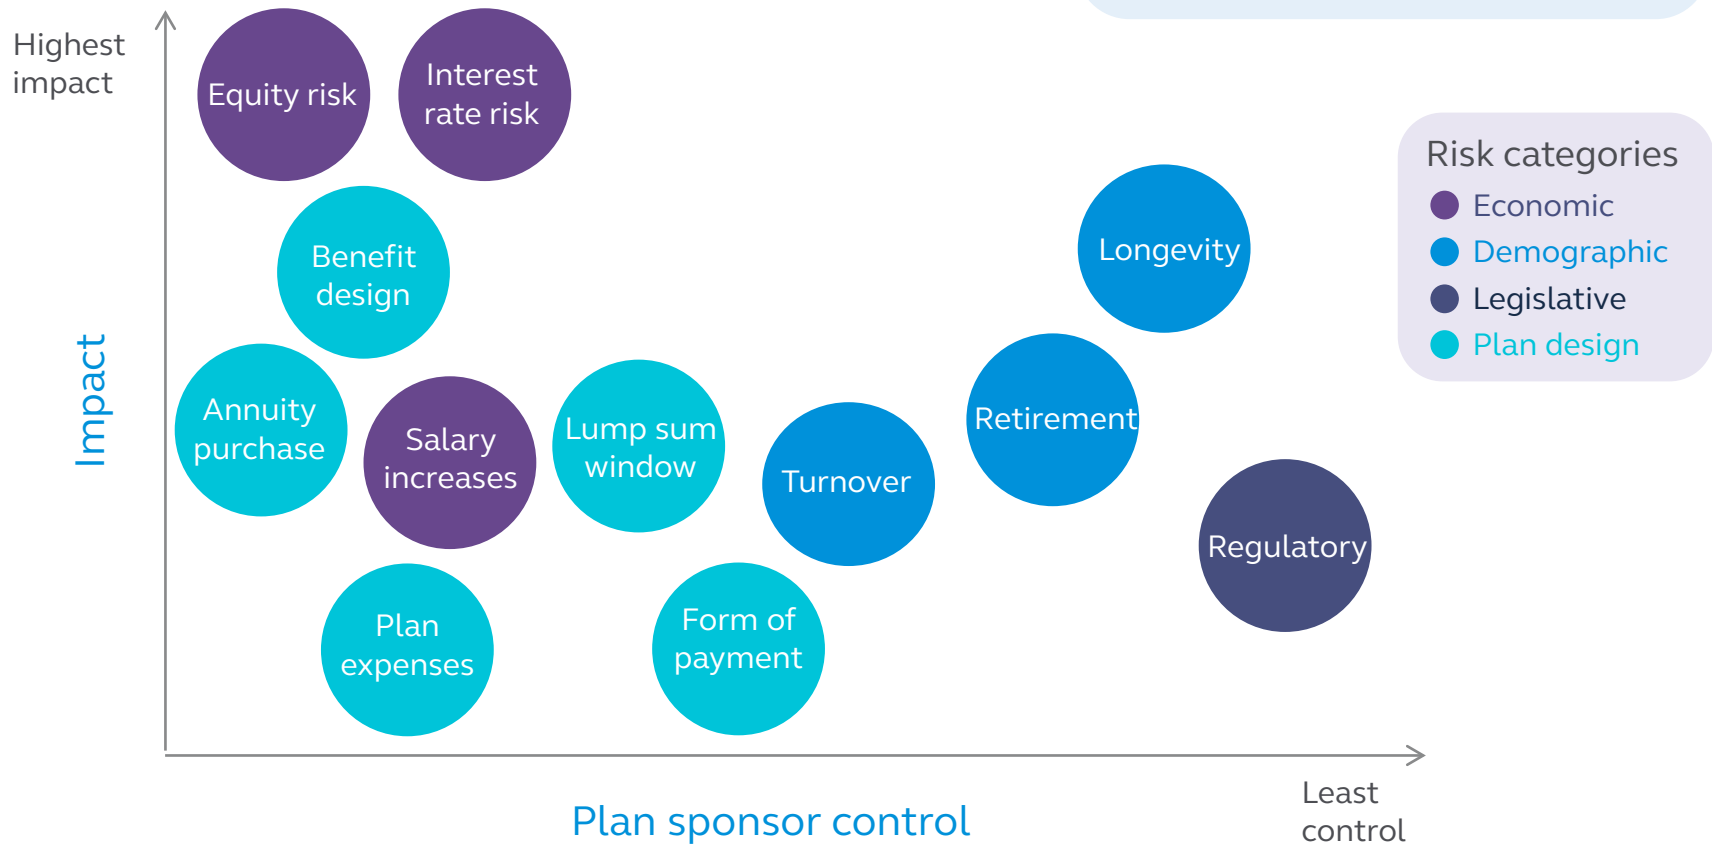 Highest
impact
Equity risk
Interest
rate risk
Benefit
design
Longevity
Risk categories
Economic
Demographic
Legislative
Plan design
Impact
Annuity
purchase
Salary
increases
Lump sum
window
Turnover
Retirement
Regulatory
Plan
expenses
Form of
payment
Plan sponsor control
Least
control